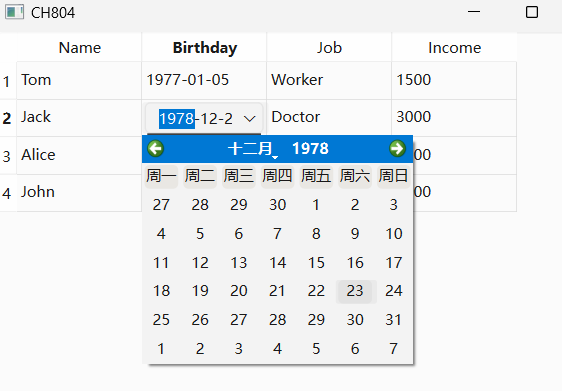 CH804
Name Birthday Job Income
1 Tom 1977-01-05 Worker 1500
2 Jack 1978-12-2 Doctor 3000
3 Alice 00
4 John 00
十二月 1978
周一 周二 周三 周四 周五 周六 周日
27 28 29 30 1 2 3
4 5 6 7 8 9 10
11 12 13 14 15 16 17
18 19 20 21 22 23 24
25 26 27 28 29 30 31
1 2 3 4 5 6 7